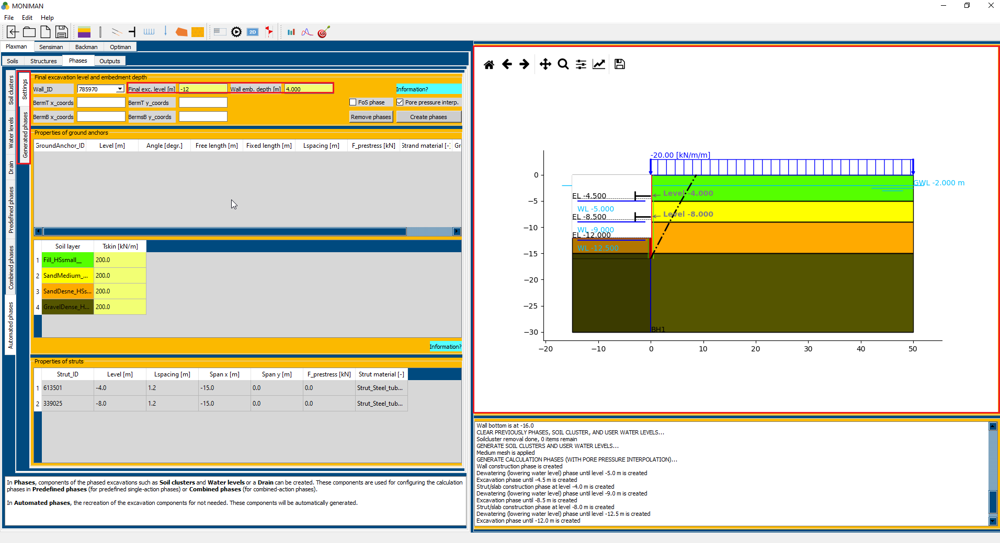 MONIMAN
File Edit Help
2D
Plaxman Sensiman Backman Optiman
Soils Structures Phases Outputs
Soil clusters
Water levels
Drain
Predefined phases
Combined phases
Automated phases
Settings
Generated phases
Final excavation level and embedment depth
Wall_ID 785970 Final exc. level [m] -12 Wall emb. depth [m] 4.000 Information?
BermT x_coords BermT y_coords FoS phase Pore pressure interp.
BermB x_coords BermsB y_coords Remove phases Create phases
Properties of ground anchors
GroundAnchor_ID Level [m] Angle [degr.] Free length [m] Fixed length [m] Lspacing [m] F_prestress [kN] Strand material [-] Gr
Soil layer Tskin [kN/m]
1 Fill_HSsmall__ 200.0
2 SandMedium_... 200.0
3 SandDesne_HSs... 200.0
4 GravelDense_H... 200.0
Information?
Properties of struts
Strut_ID Level [m] Lspacing [m] Span x [m] Span y [m] F_prestress [kN] Strut material [-]
1 613501 -4.0 1.2 -15.0 0.0 0.0 Strut_Steel_tub...
2 339025 -8.0 1.2 -15.0 0.0 0.0 Strut_Steel_tub...
In Phases, components of the phased excavations such as Soil clusters and Water levels or a Drain can be created. These components are used for configuring the calculation
phases in Predefined phases (for predefined single-action phases) or Combined phases (for combined-action phases).
In Automated phases, the recreation of the excavation components for not needed. These components will be automatically generated.
-20.00 [kN/m/m]
0
GWL -2.000 m
EL -4.500
Level -4.000
−5
WL -5.000
EL -8.500
Level -8.000
−10
WL -9.000
EL -12.000
WL -12.500
−15
−20
−25
−30
BH1
−20 −10 0 10 20 30 40 50
Wall bottom is at -16.0
CLEAR PREVIOUSLY PHASES, SOIL CLUSTER, AND USER WATER LEVELS...
Soilcluster removal done, 0 items remain
GENERATE SOIL CLUSTERS AND USER WATER LEVELS...
Medium mesh is applied
GENERATE CALCULATION PHASES (WITH PORE PRESSURE INTERPOLATION)...
Wall construction phase is created
Dewatering (lowering water level) phase until level -5.0 m is created
Excavation phase until -4.5 m is created
Strut/slab construction phase at level -4.0 m is created
Dewatering (lowering water level) phase until level -9.0 m is created
Excavation phase until -8.5 m is created
Strut/slab construction phase at level -8.0 m is created
Dewatering (lowering water level) phase until level -12.5 m is created
Excavation phase until -12.0 m is created